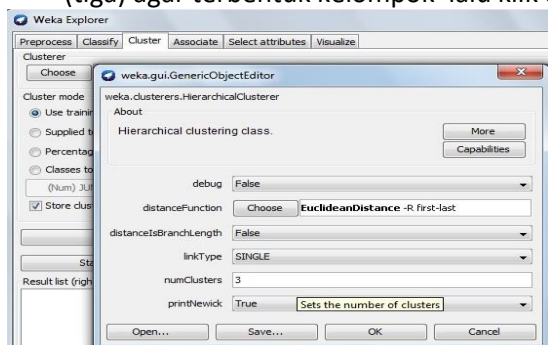 (tiga) agar terbentuk kelompok lalu klik
Weka Explorer
Preprocess Classify Cluster Associate Select attributes Visualize
Clusterer
Choose
weka.gui.GenericObjectEditor
Cluster mode
weka.clusterers.HierarchicalClusterer
Use trainin
About
Supplied t
Hierarchical clustering class.
More
Percentag
Capabilities
Classes to
(Num) JU
debug False
Store clus
distanceFunction Choose EuclideanDistance -R first-last
distanceIsBranchLength False
Sta
linkType SINGLE
Result list (righ
numClusters 3
printNewick True
Sets the number of clusters
Open... Save... OK Cancel